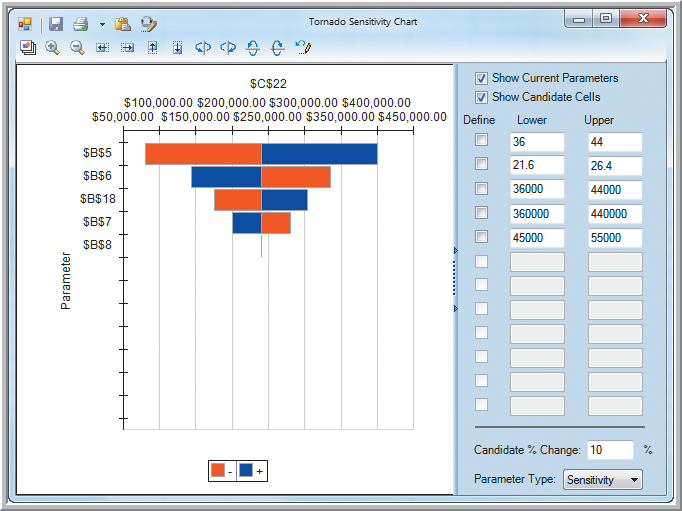 Tornado Sensitivity Chart
$C$22
$100,000.00 $200,000.00 $300,000.00 $400,000.00
$50,000.00 $150,000.00 $250,000.00 $350,000.00 $450,000.00
$B$5
$B$6
$B$18
$B$7
$B$8
Parameter
- +
Show Current Parameters
Show Candidate Cells
Define Lower Upper
36 44
21.6 26.4
36000 44000
360000 440000
45000 55000
Candidate % Change: 10 %
Parameter Type: Sensitivity